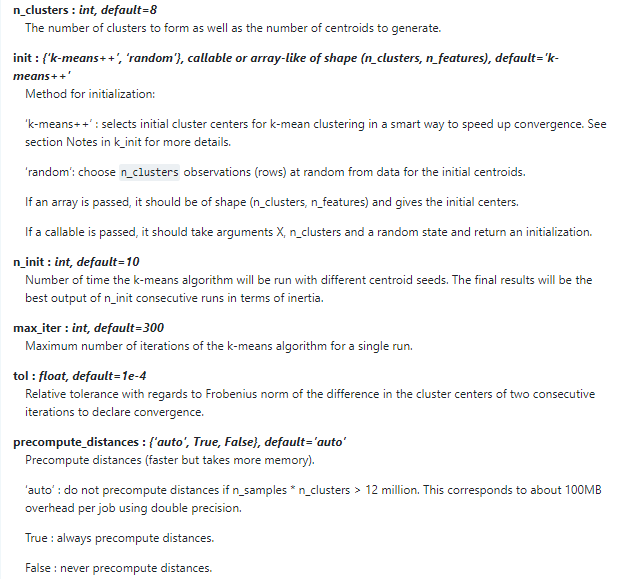 n_clusters : int, default=8
The number of clusters to form as well as the number of centroids to generate.
init : {'k-means++', 'random'}, callable or array-like of shape (n_clusters, n_features), default='k-
means++'
Method for initialization:
'k-means++' : selects initial cluster centers for k-mean clustering in a smart way to speed up convergence. See
section Notes in k_init for more details.
'random': choose n_clusters observations (rows) at random from data for the initial centroids.
If an array is passed, it should be of shape (n_clusters, n_features) and gives the initial centers.
If a callable is passed, it should take arguments X, n_clusters and a random state and return an initialization.
n_init : int, default=10
Number of time the k-means algorithm will be run with different centroid seeds. The final results will be the
best output of n_init consecutive runs in terms of inertia.
max_iter : int, default=300
Maximum number of iterations of the k-means algorithm for a single run.
tol : float, default=1e-4
Relative tolerance with regards to Frobenius norm of the difference in the cluster centers of two consecutive
iterations to declare convergence.
precompute_distances : {'auto', True, False}, default='auto'
Precompute distances (faster but takes more memory).
'auto' : do not precompute distances if n_samples * n_clusters > 12 million. This corresponds to about 100MB
overhead per job using double precision.
True : always precompute distances.
False : never precompute distances.